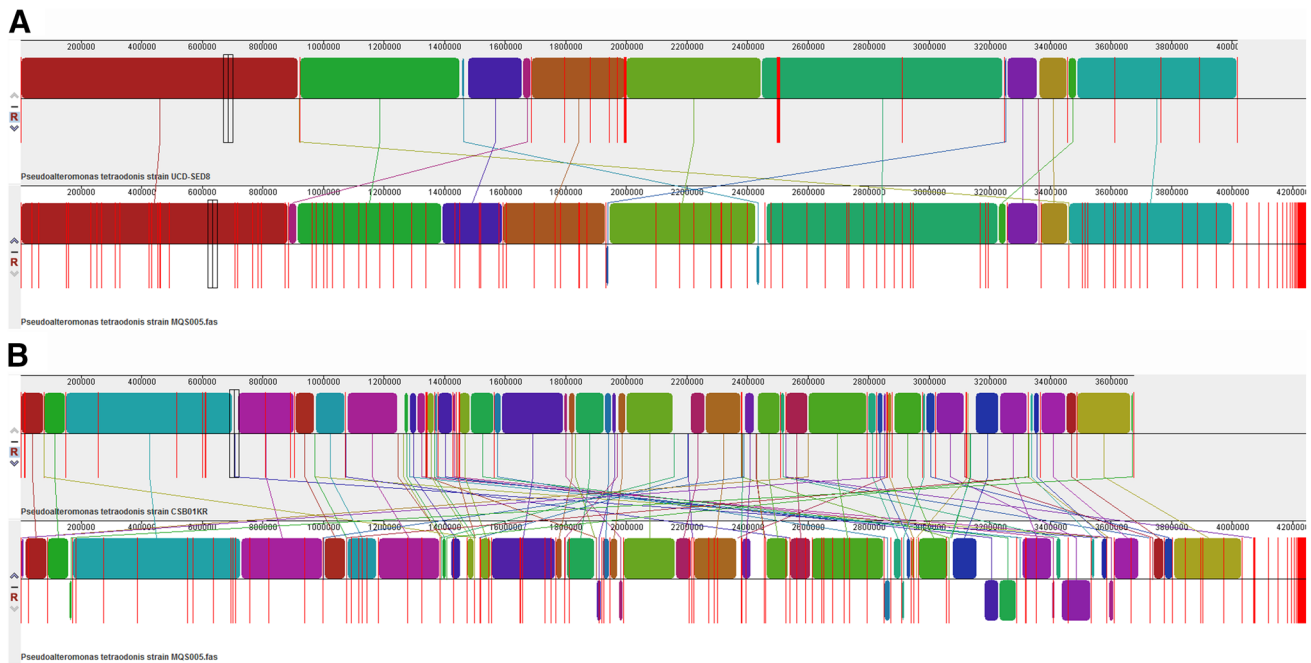 A
200000 400000 600000 800000 1000000 1200000 1400000 1600000 1800000 2000000 2200000 2400000 2600000 2800000 3000000 3200000 3400000 3600000 3800000 40000
R
Pseudoalteromonas tetraodonis strain UCD-SED8
200000 400000 600000 800000 1000000 1200000 1400000 1600000 1800000 2000000 2200000 2400000 2600000 2800000 3000000 3200000 3400000 3600000 3800000 4000000 420000
R
Pseudoalteromonas tetraodonis strain MQS005.fas
B
200000 400000 600000 800000 1000000 1200000 1400000 1600000 1800000 2000000 2200000 2400000 2600000 2800000 3000000 3200000 3400000 3600000
R
Pseudoalteromonas tetraodonis strain CSB01KR
200000 400000 600000 800000 1000000 1200000 1400000 1600000 1800000 2000000 2200000 2400000 2600000 2800000 3000000 3200000 3400000 3600000 3800000 4000000 420000
R
Pseudoalteromonas tetraodonis strain MQS005.fas